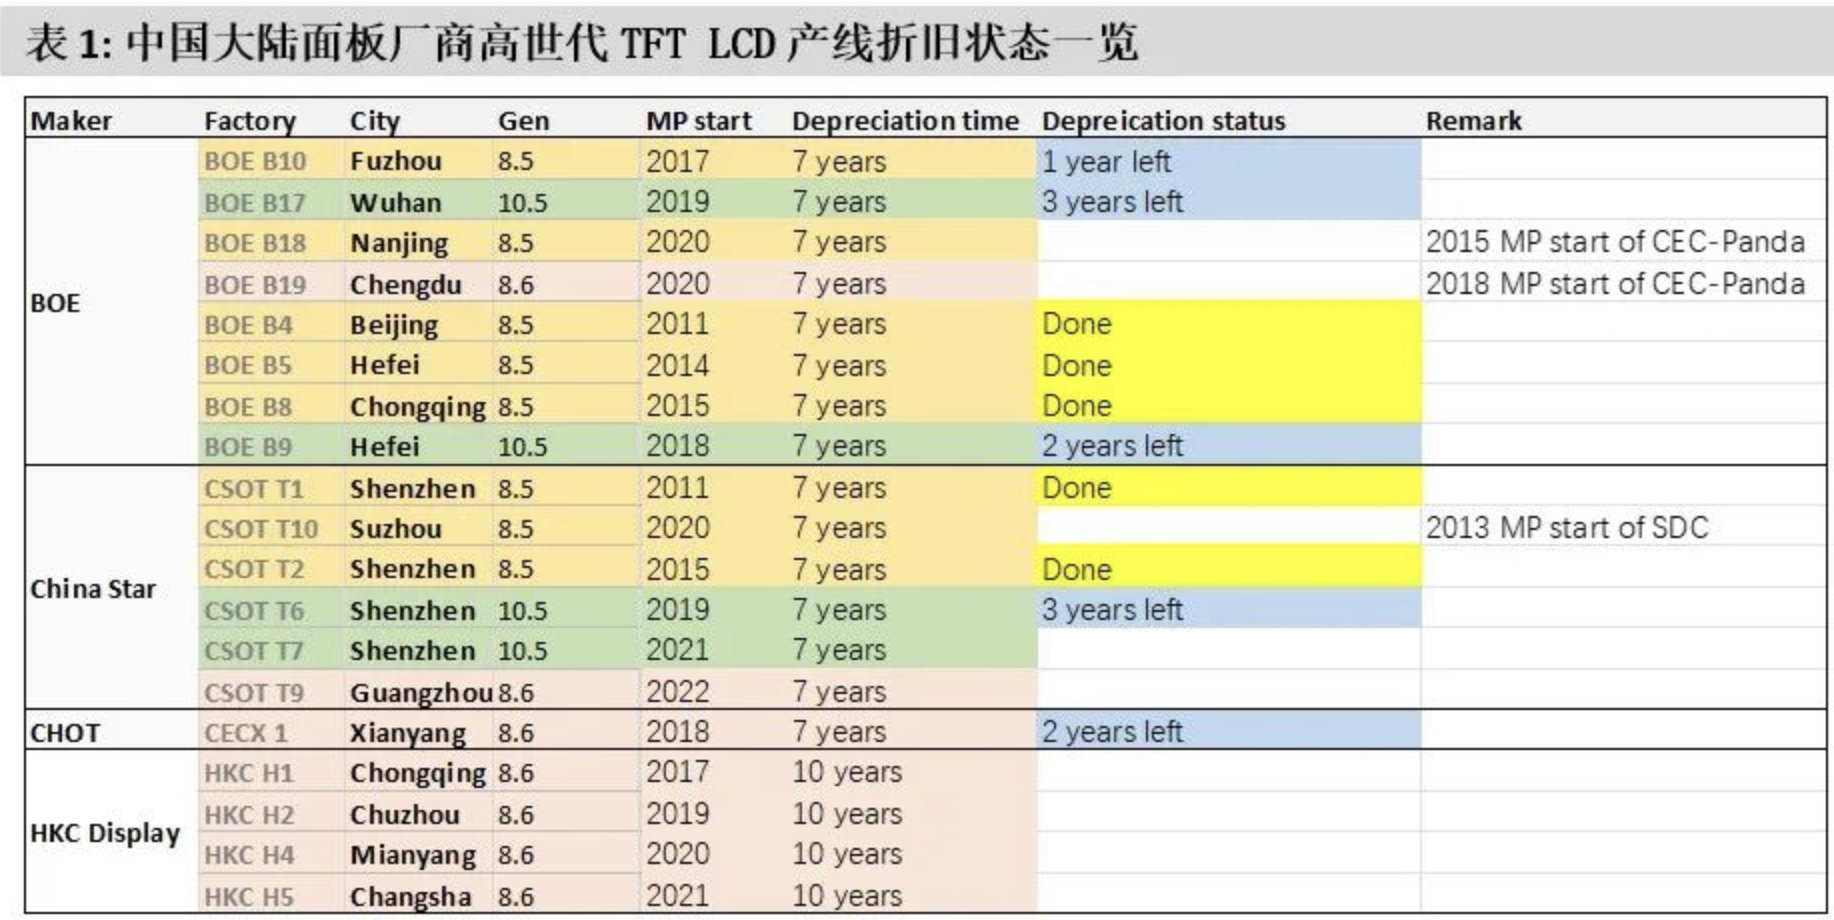 表 1: 中国大陆面板厂商高世代 TFT LCD 产线折旧状态一览
Maker Factory City Gen MP start Depreciation time Depreication status Remark
BOE
BOE B10 Fuzhou 8.5 2017 7 years 1 year left
BOE B17 Wuhan 10.5 2019 7 years 3 years left
BOE B18 Nanjing 8.5 2020 7 years 2015 MP start of CEC-Panda
BOE B19 Chengdu 8.6 2020 7 years 2018 MP start of CEC-Panda
BOE B4 Beijing 8.5 2011 7 years Done
BOE B5 Hefei 8.5 2014 7 years Done
BOE B8 Chongqing 8.5 2015 7 years Done
BOE B9 Hefei 10.5 2018 7 years 2 years left
China Star
CSOT T1 Shenzhen 8.5 2011 7 years Done
CSOT T10 Suzhou 8.5 2020 7 years 2013 MP start of SDC
CSOT T2 Shenzhen 8.5 2015 7 years Done
CSOT T6 Shenzhen 10.5 2019 7 years 3 years left
CSOT T7 Shenzhen 10.5 2021 7 years
CSOT T9 Guangzhou 8.6 2022 7 years
CHOT CECX 1 Xianyang 8.6 2018 7 years 2 years left
HKC Display
HKC H1 Chongqing 8.6 2017 10 years
HKC H2 Chuzhou 8.6 2019 10 years
HKC H4 Mianyang 8.6 2020 10 years
HKC H5 Changsha 8.6 2021 10 years